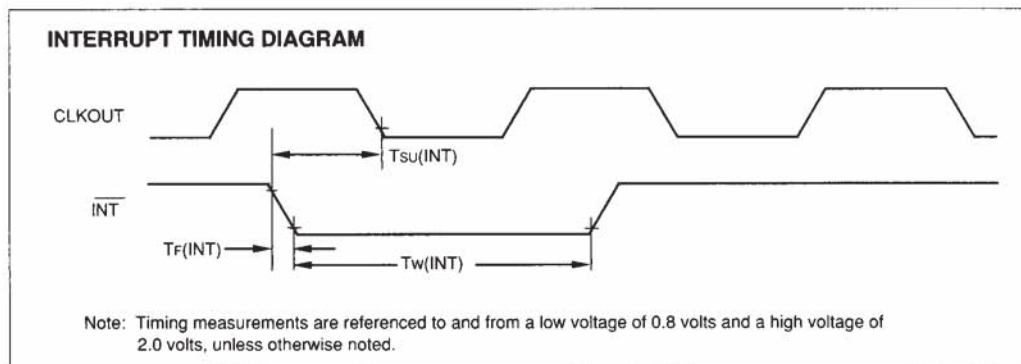 INTERRUPT TIMING DIAGRAM
CLKOUT
TSU(INT)
INT
TF(INT)
TW(INT)
Note: Timing measurements are referenced to and from a low voltage of 0.8 volts and a high voltage of
2.0 volts, unless otherwise noted.